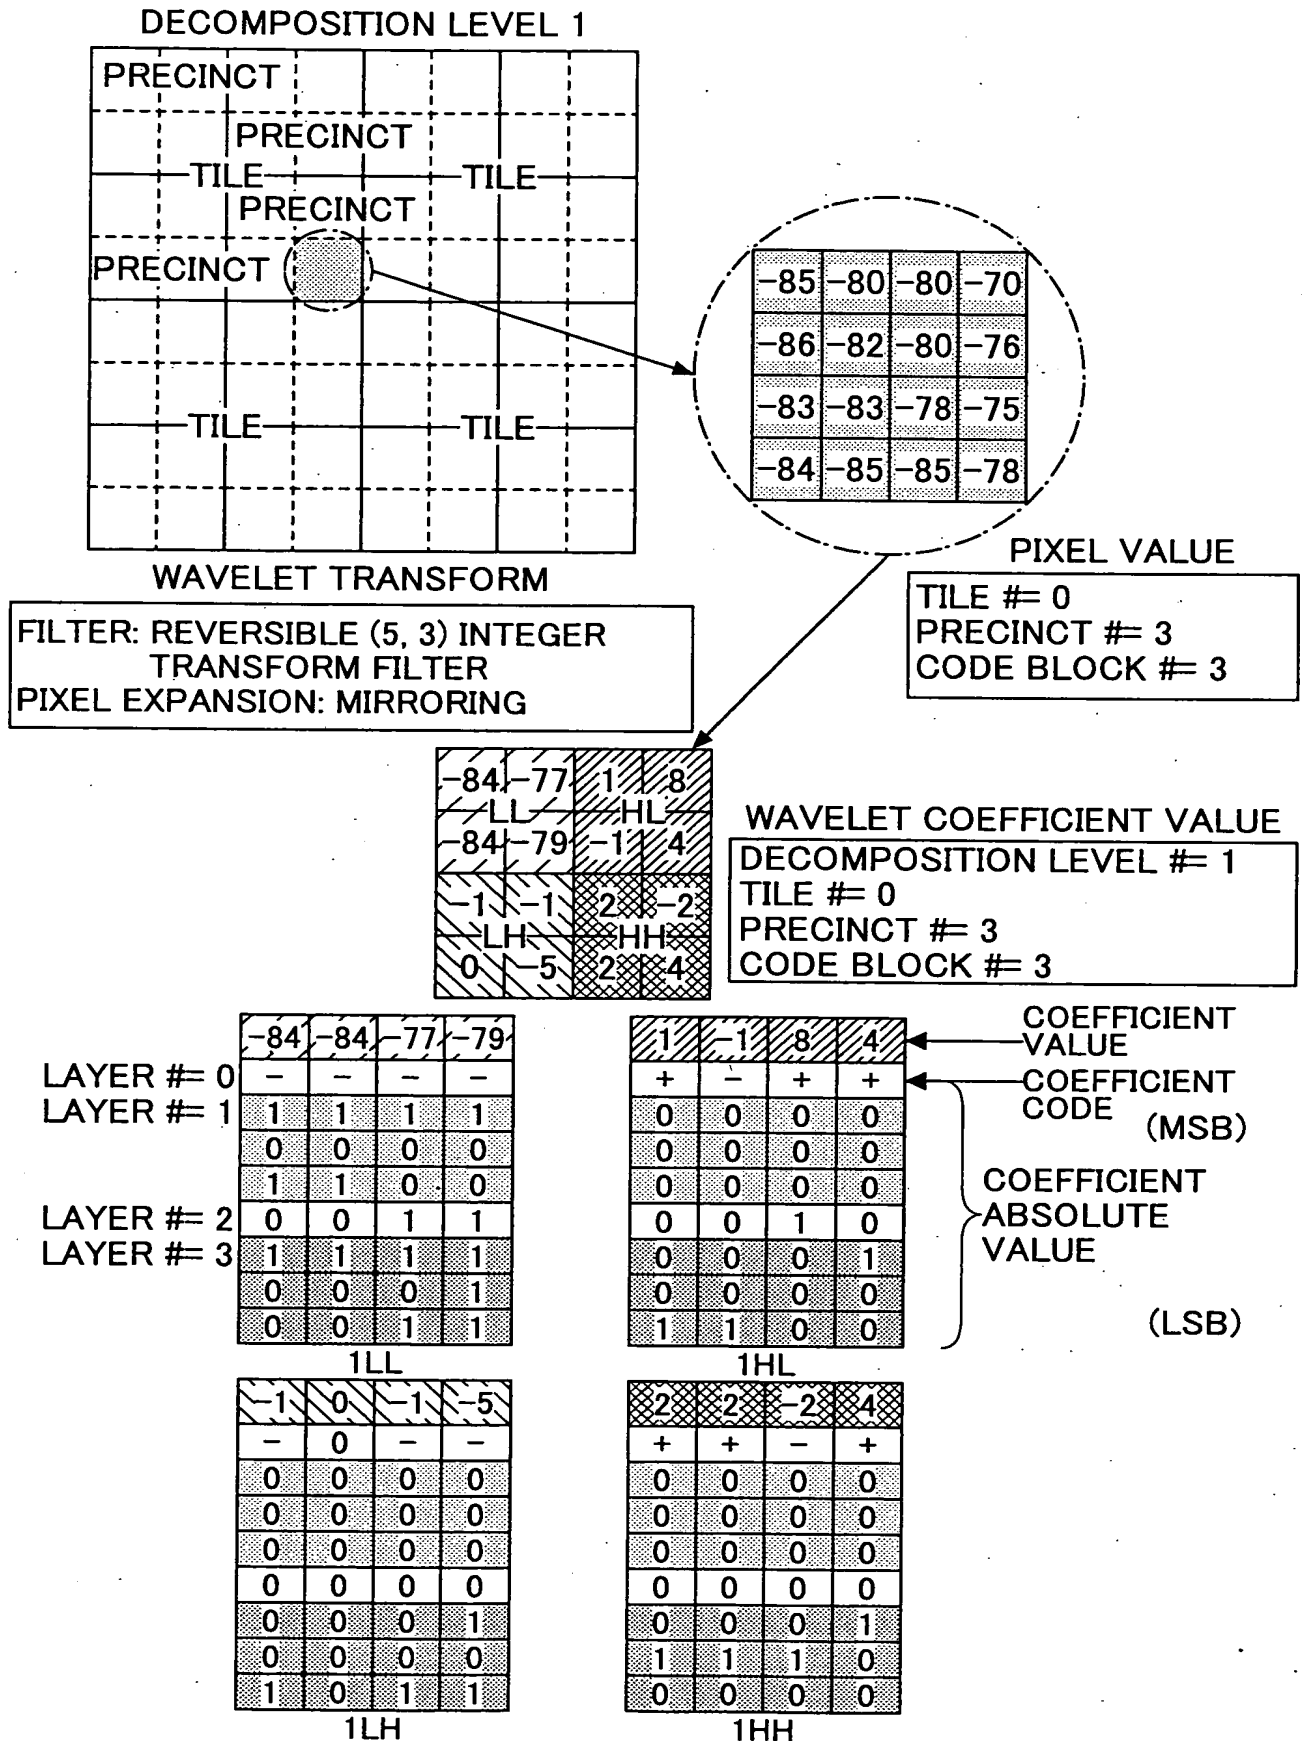 DECOMPOSITION LEVEL 1
PRECINCT
PRECINCT
TILE TILE
PRECINCT
PRECINCT
TILE TILE
-85 -80 -80 -70
-86 -82 -80 -76
-83 -83 -78 -75
-84 -85 -85 -78
WAVELET TRANSFORM
FILTER: REVERSIBLE (5, 3) INTEGER
TRANSFORM FILTER
PIXEL EXPANSION: MIRRORING
PIXEL VALUE
TILE #= 0
PRECINCT #= 3
CODE BLOCK #= 3
-84 -77 1 8
LL HL
-84 -79 -1 4
-1 -1 2 -2
LH HH
0 -5 2 4
WAVELET COEFFICIENT VALUE
DECOMPOSITION LEVEL #= 1
TILE #= 0
PRECINCT #= 3
CODE BLOCK #= 3
-84 -84 -77 -79
LAYER #= 0 - - - -
LAYER #= 1 1 1 1 1
0 0 0 0
1 1 0 0
LAYER #= 2 0 0 1 1
LAYER #= 3 1 1 1 1
0 0 0 1
0 0 1 1
1LL
1 -1 8 4
+ - + +
0 0 0 0
0 0 0 0
0 0 0 0
0 0 1 0
0 0 0 1
0 0 0 0
1 1 0 0
1HL
COEFFICIENT
VALUE
COEFFICIENT
CODE
(MSB)
COEFFICIENT
ABSOLUTE
VALUE
(LSB)
-1 0 -1 -5
- 0 - -
0 0 0 0
0 0 0 0
0 0 0 0
0 0 0 0
0 0 0 1
0 0 0 0
1 0 1 1
1LH
2 2 -2 4
+ + - +
0 0 0 0
0 0 0 0
0 0 0 0
0 0 0 0
0 0 0 1
1 1 1 0
0 0 0 0
1HH